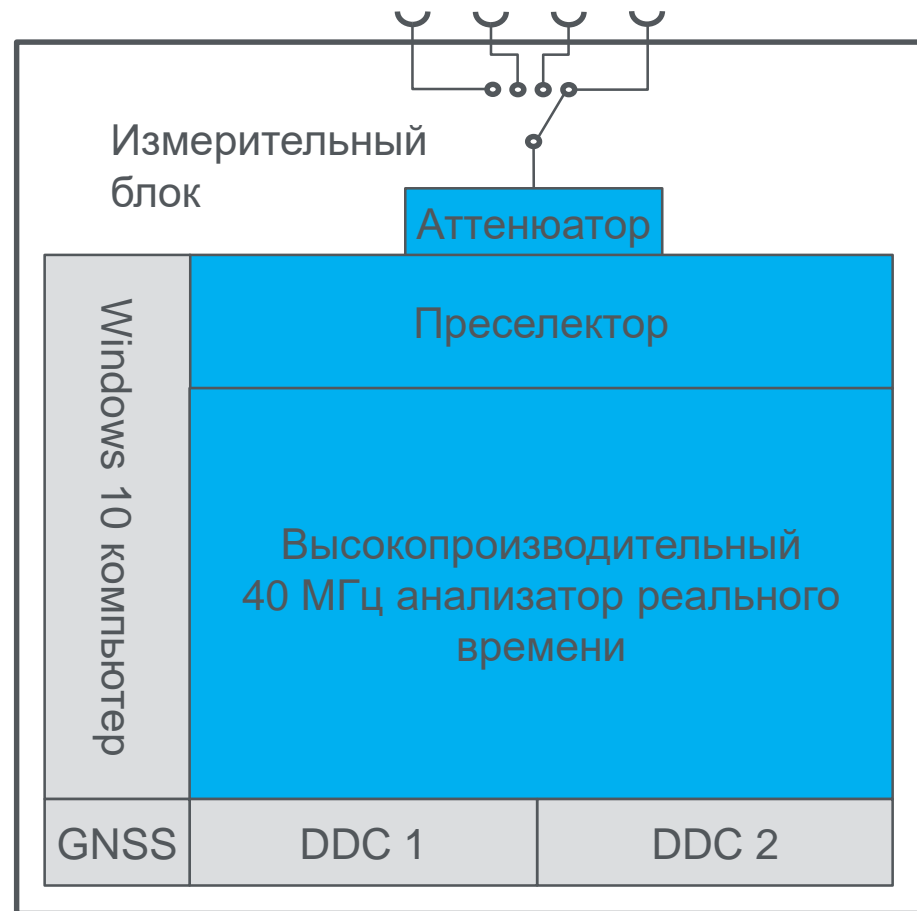 Измерительный
блок
Аттенюатор
Преселектор
Windows 10 компьютер
Высокопроизводительный
40 МГц анализатор реального
времени
GNSS
DDC 1
DDC 2